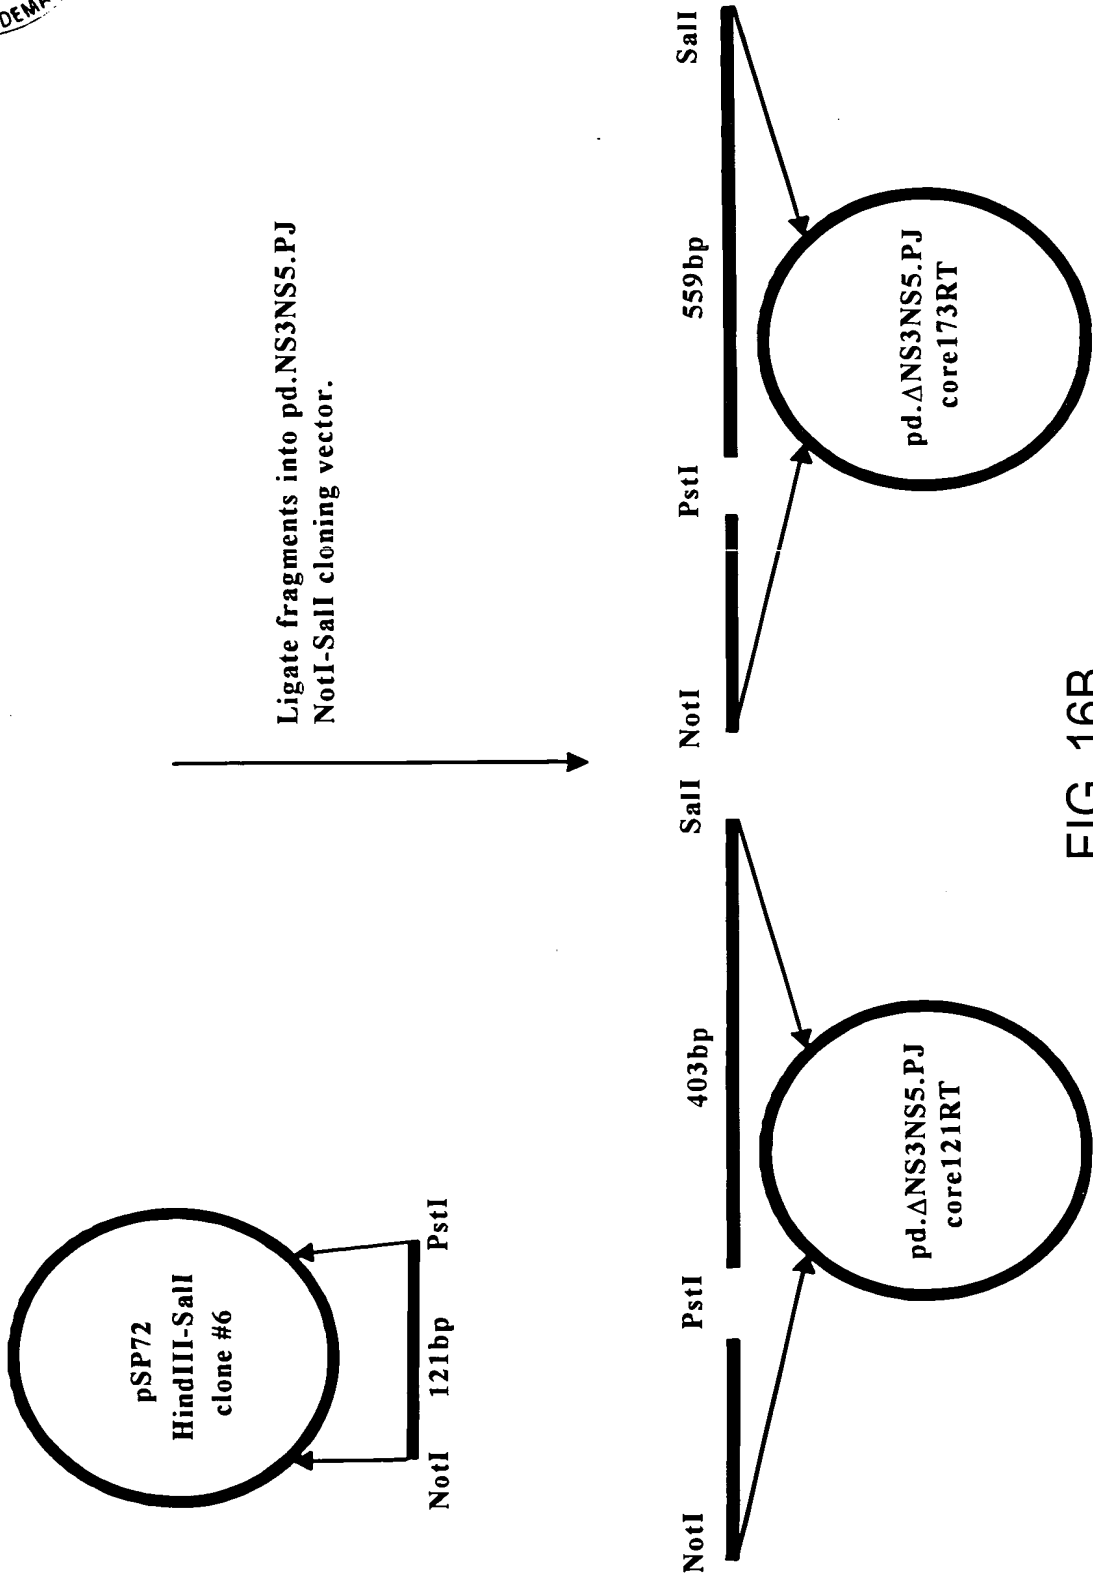 DEMA
pSP72
HindIII-SalI
clone #6
NotI 121bp PstI
Ligate fragments into pd.NS3NS5.PJ
NotI-SalI cloning vector.
NotI PstI 403bp SalI
pd.ΔNS3NS5.PJ
core121RT
NotI PstI 559bp SalI
pd.ΔNS3NS5.PJ
core173RT
FIG. 16B